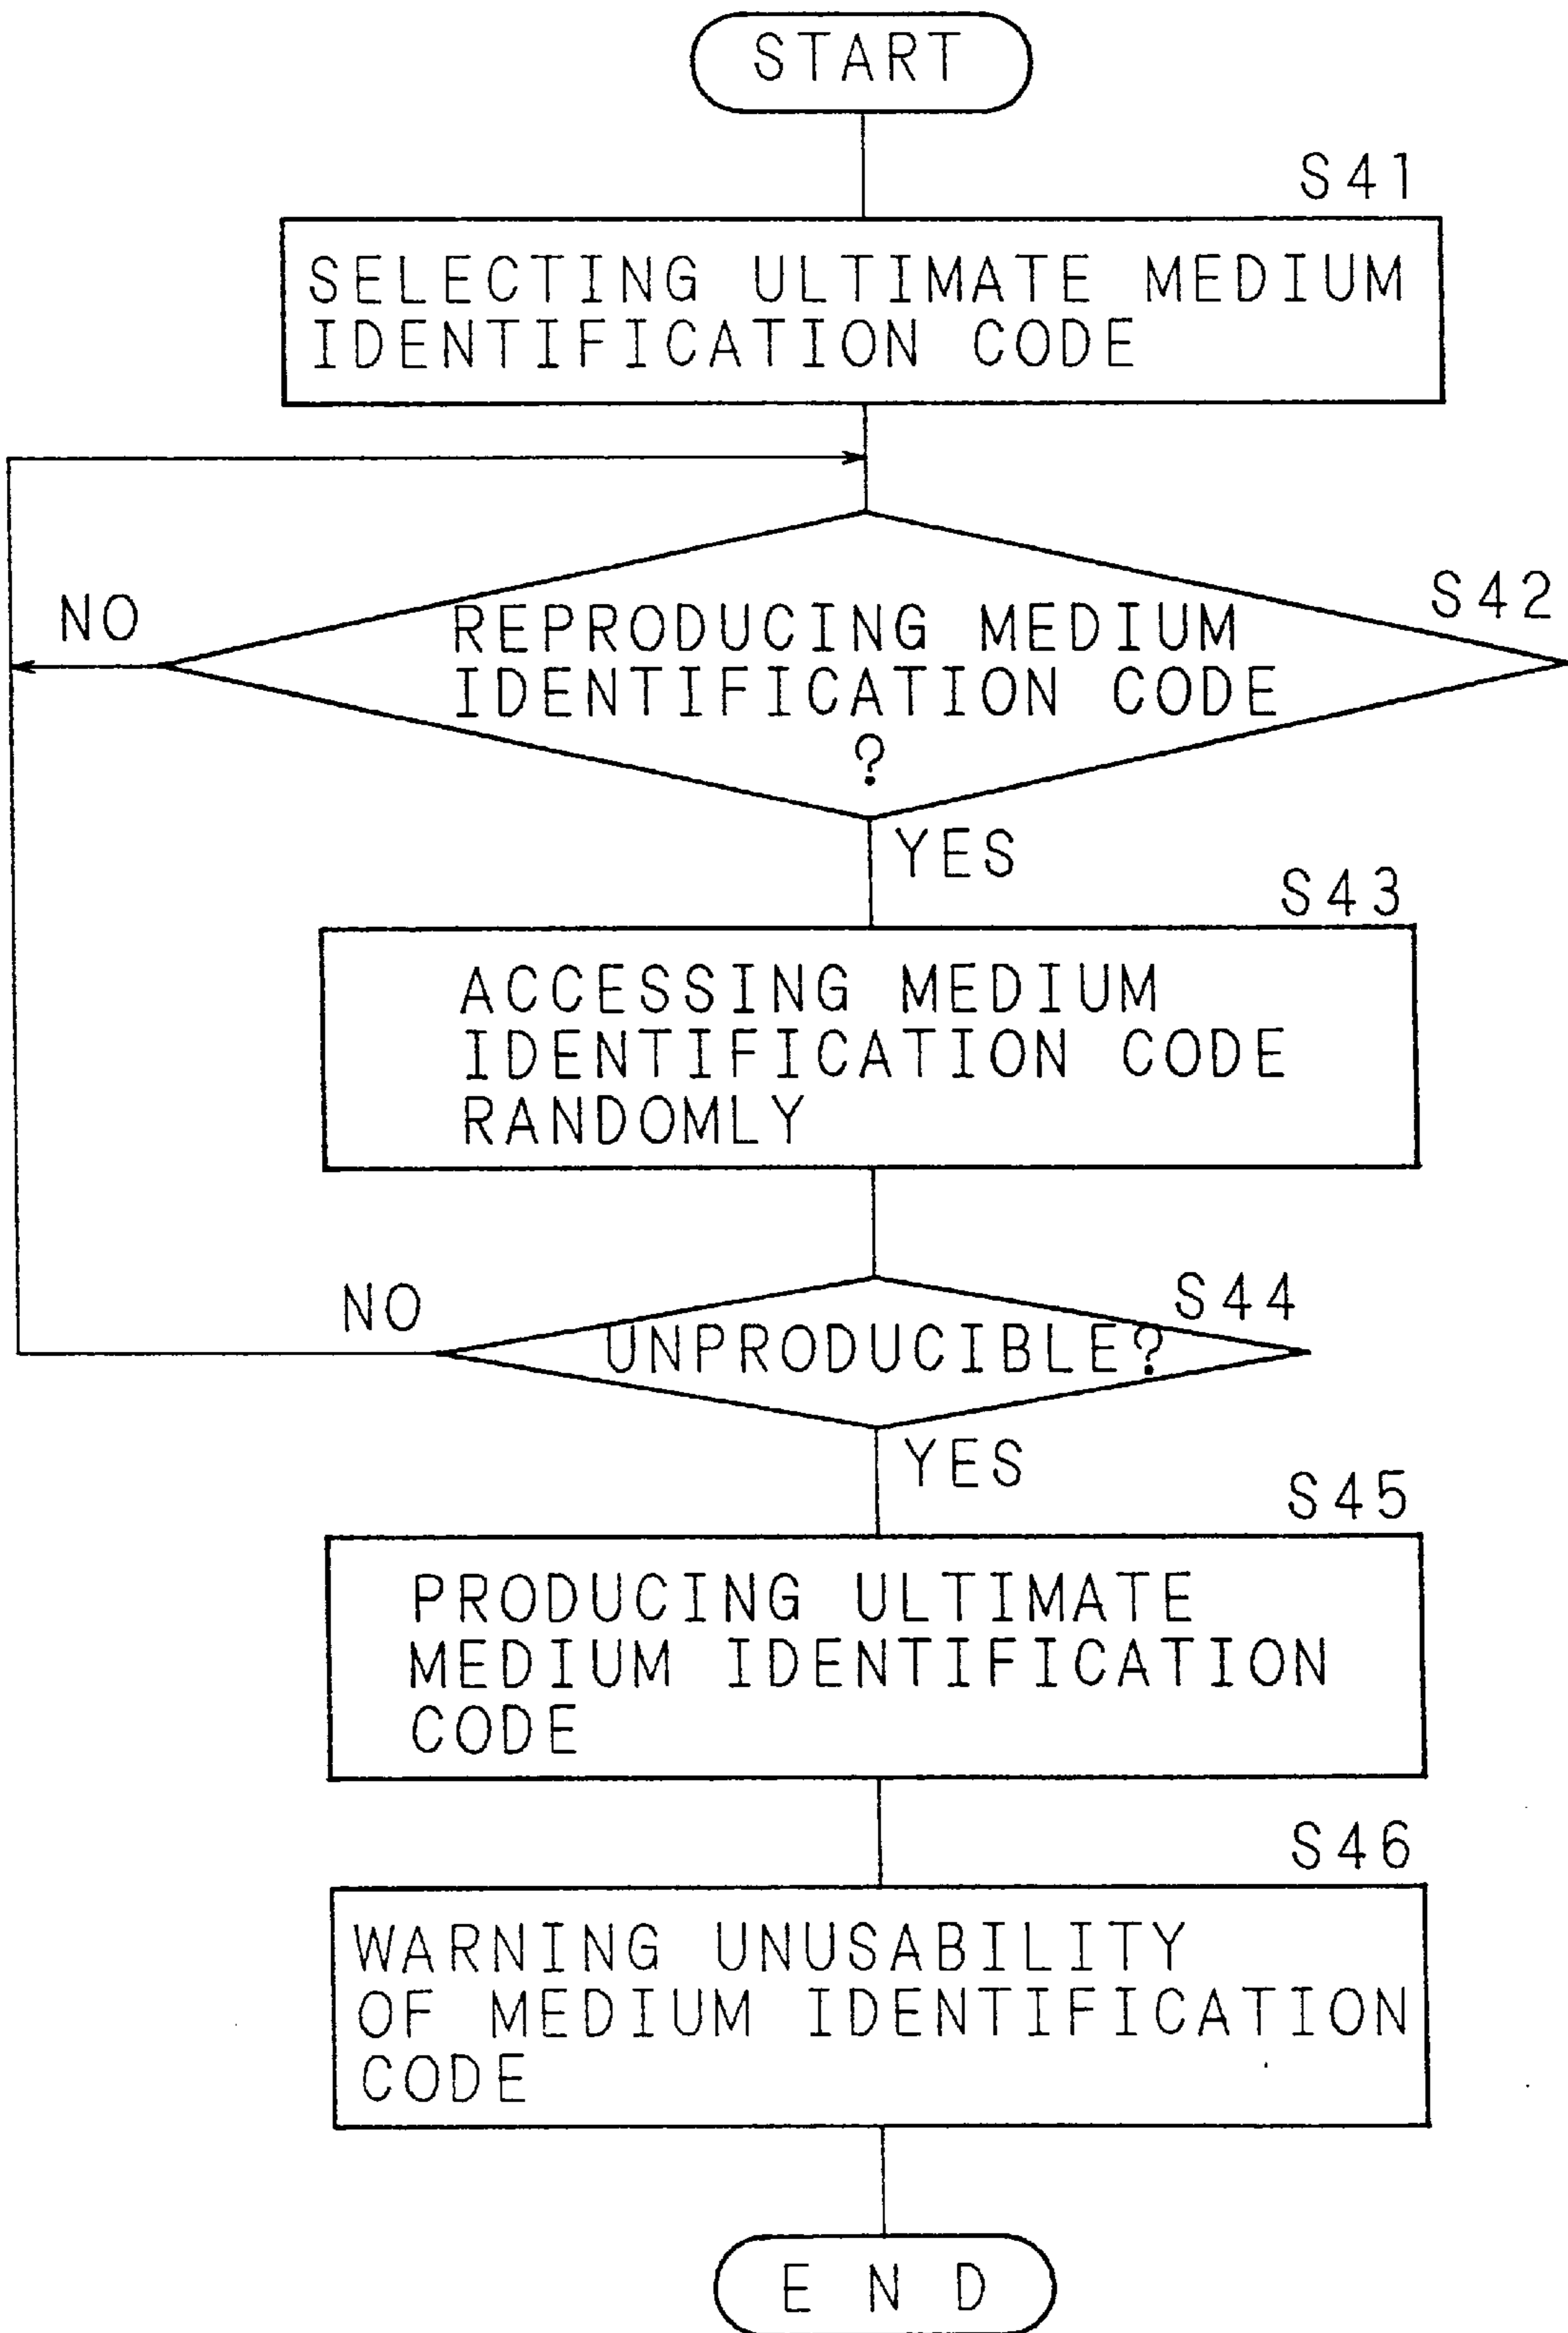 START
S41
SELECTING ULTIMATE MEDIUM
IDENTIFICATION CODE
NO
S42
REPRODUCING MEDIUM
IDENTIFICATION CODE
?
YES
S43
ACCESSING MEDIUM
IDENTIFICATION CODE
RANDOMLY
NO
S44
UNPRODUCIBLE?
YES
S45
PRODUCING ULTIMATE
MEDIUM IDENTIFICATION
CODE
S46
WARNING UNUSABILITY
OF MEDIUM IDENTIFICATION
CODE
END